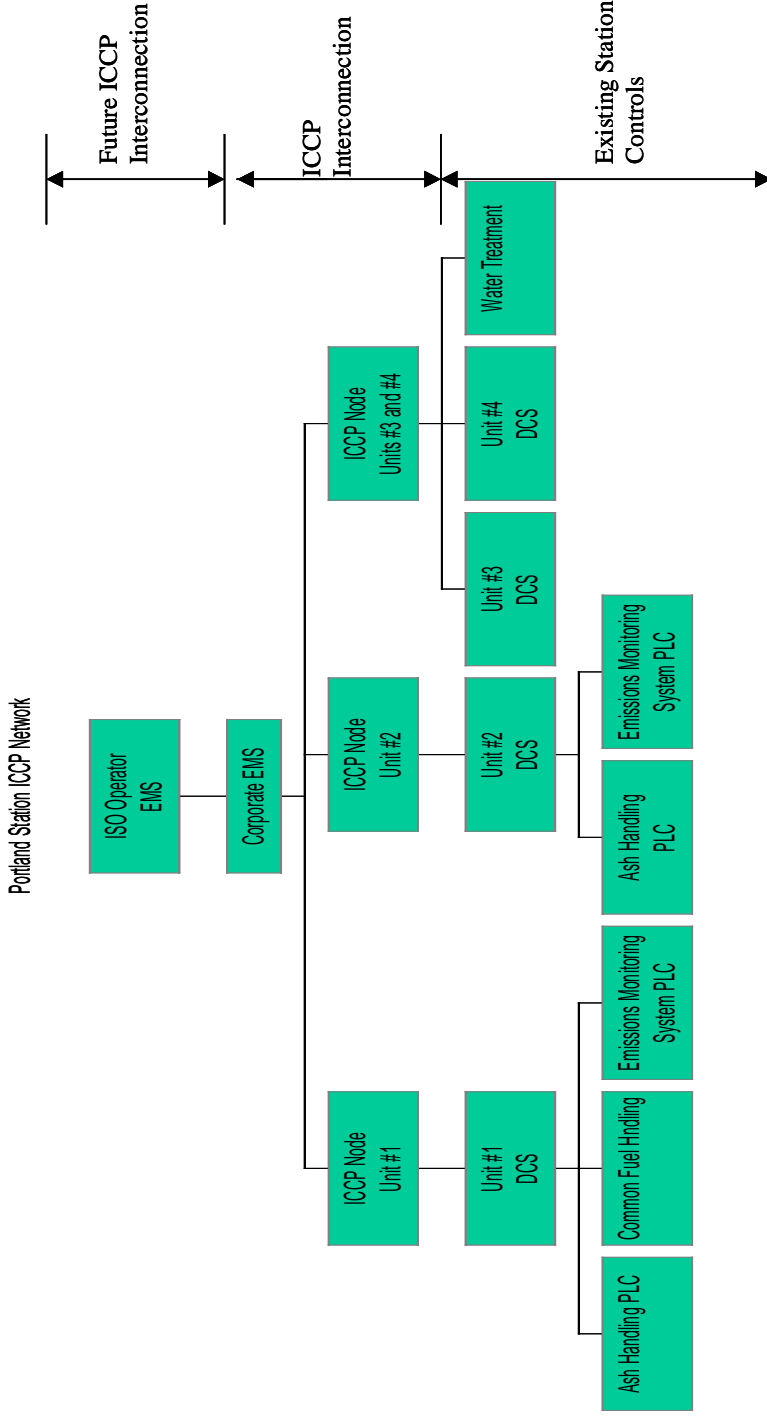 Portland Station ICCP Network
ISO Operator
EMS
Future ICCP
Interconnection
Corporate EMS
ICCP Node
Unit #1
ICCP Node
Unit #2
ICCP Node
Units #3 and #4
ICCP
Interconnection
Unit #1
DCS
Unit #2
DCS
Unit #3
DCS
Unit #4
DCS
Water Treatment
Ash Handling PLC
Common Fuel Hndling
Emissions Monitoring
System PLC
Ash Handling
PLC
Emissions Monitoring
System PLC
Existing Station
Controls